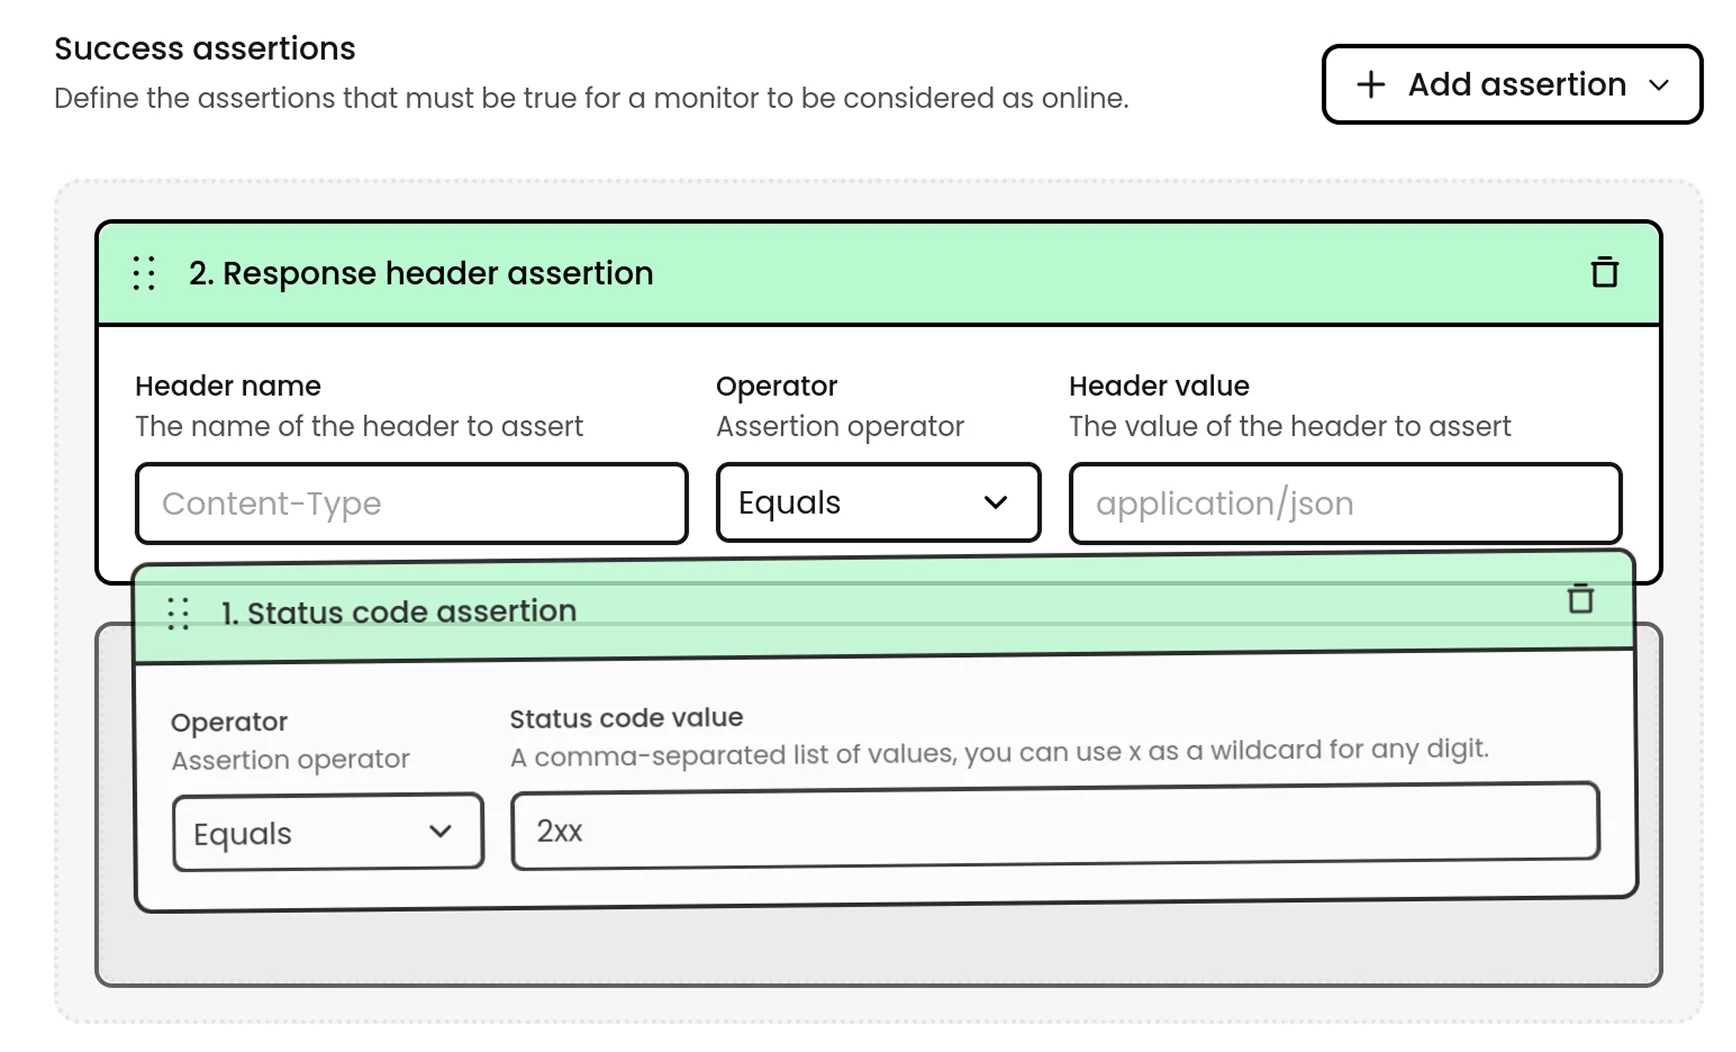 Success assertions
Define the assertions that must be true for a monitor to be considered as online.
Add assertion
2. Response header assertion
Header name
The name of the header to assert
Content-Type
Operator
Assertion operator
Equals
Header value
The value of the header to assert
application/json
1. Status code assertion
Operator
Assertion operator
Equals
Status code value
A comma-separated list of values, you can use x as a wildcard for any digit.
2xx